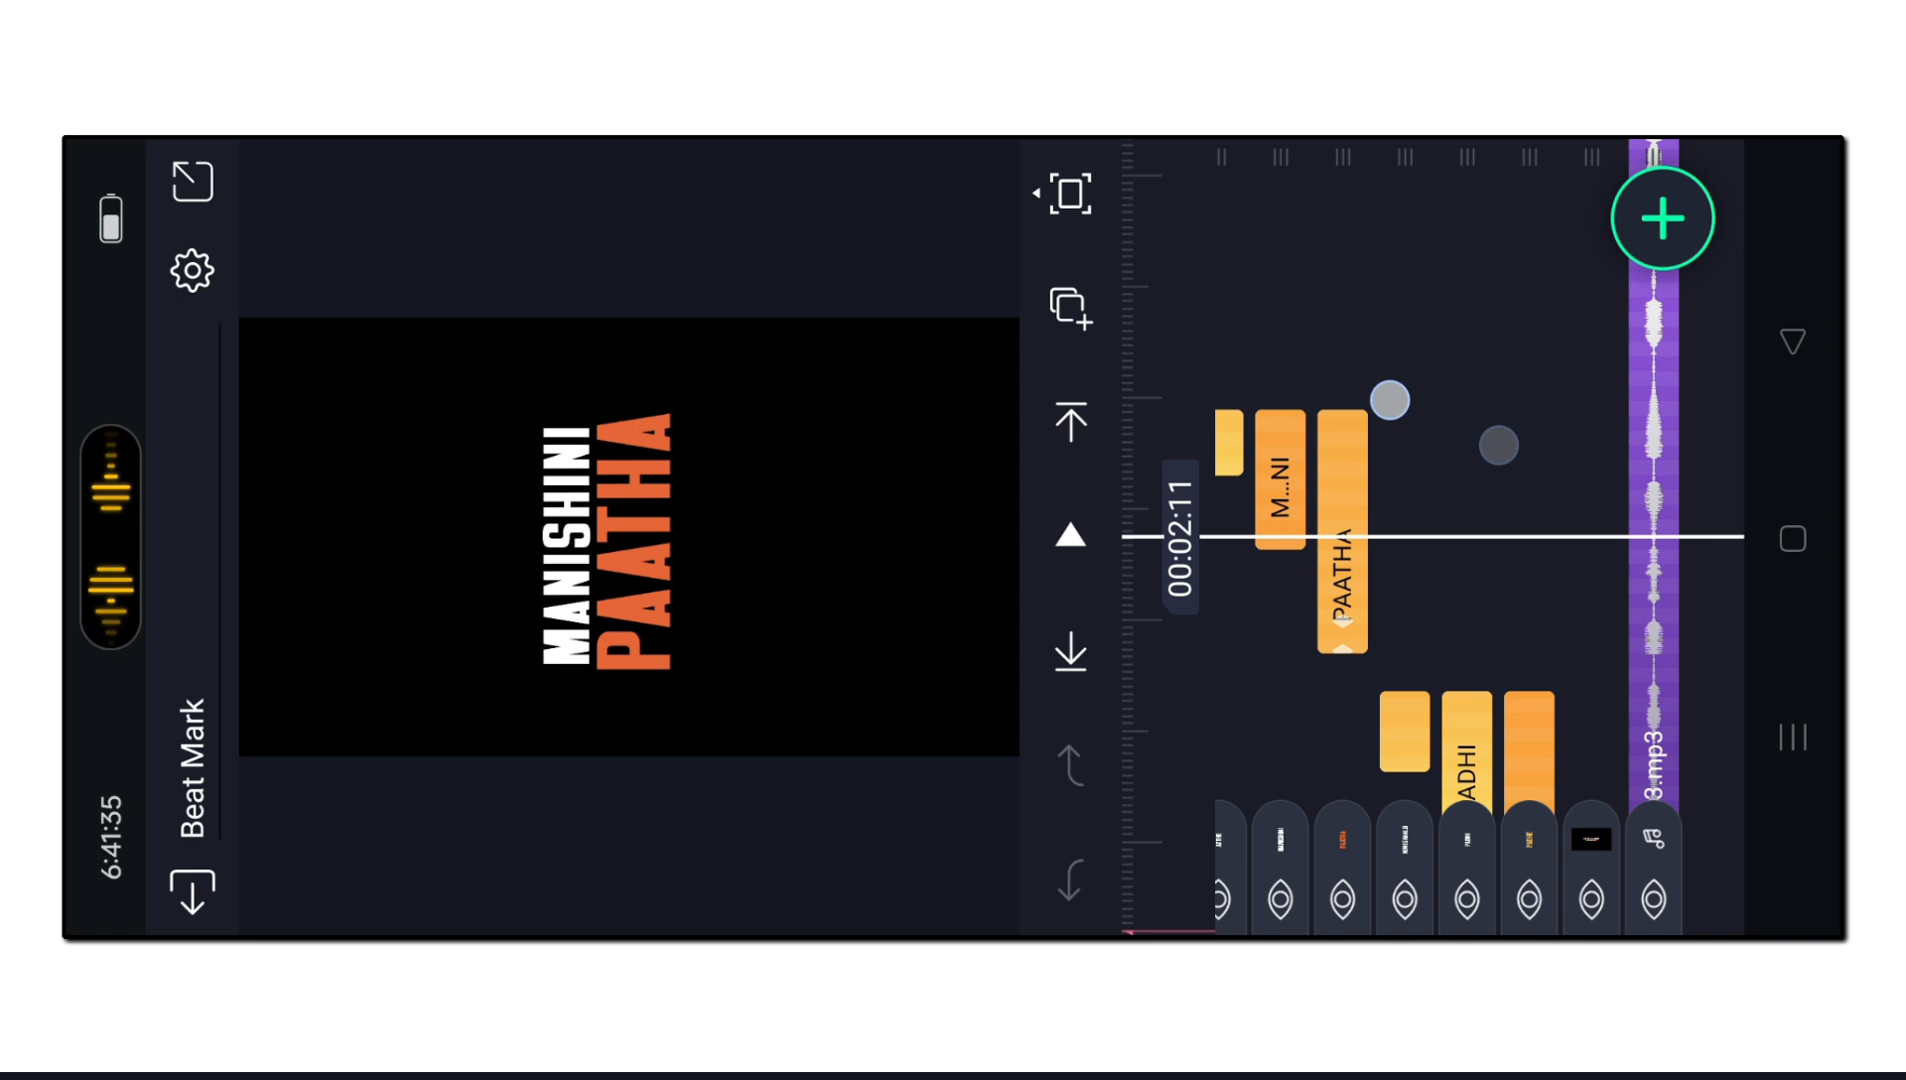 6:41:35
Beat Mark
MANISHINI
PAATHA
00:02:11
M...NI
PAATHA
ADHI
3.mp3